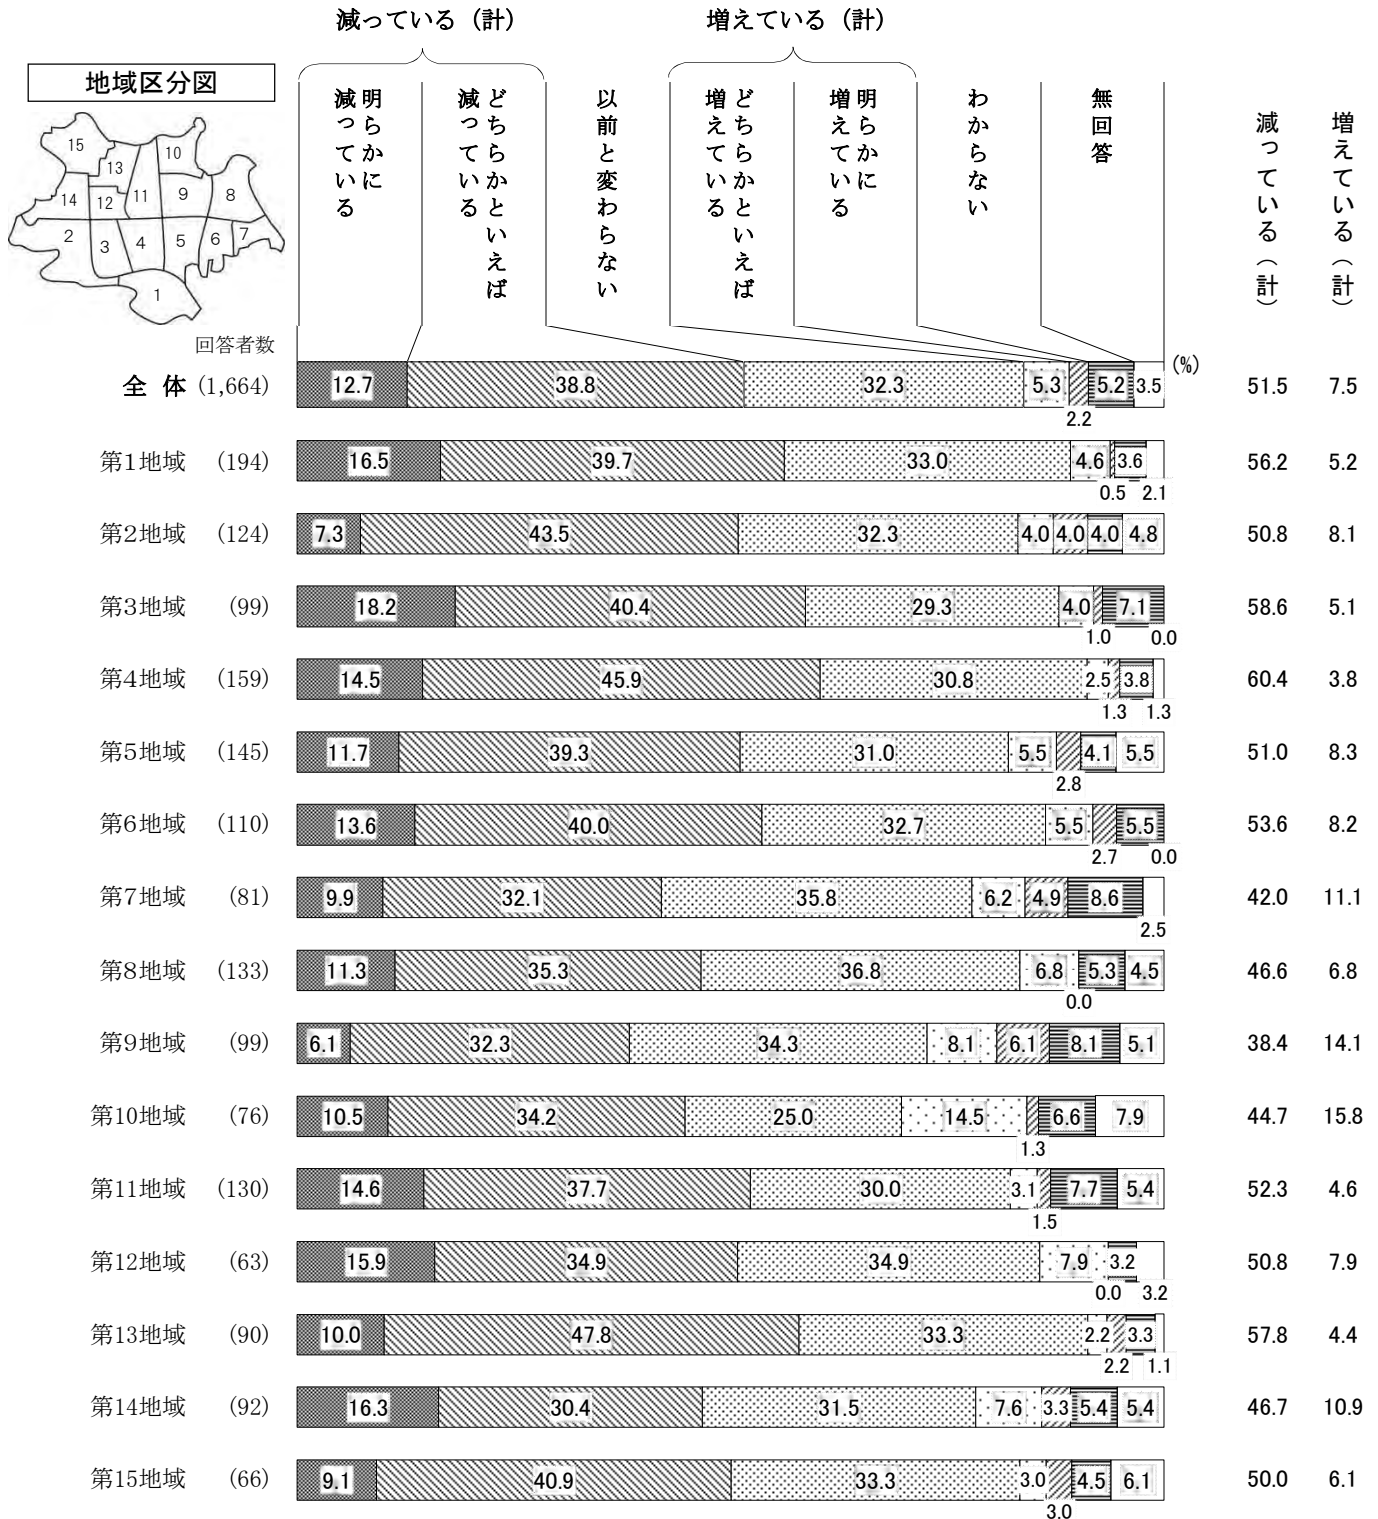 減っている（計）
増えている（計）
地域区分図
15
10
13
14
12
11
9
8
2
3
4
5
6
7
1
明らかに
減っている
どちらかといえば
減っている
以前と変わらない
どちらかといえば
増えている
明らかに
増えている
わからない
無回答
減っている（計）
増えている（計）
回答者数
(%)
全 体 (1,664) 12.7 38.8 32.3 5.3 2.2 5.2 3.5 51.5 7.5
第1地域 (194) 16.5 39.7 33.0 4.6 0.5 3.6 2.1 56.2 5.2
第2地域 (124) 7.3 43.5 32.3 4.0 4.0 4.0 4.8 50.8 8.1
第3地域 (99) 18.2 40.4 29.3 4.0 1.0 7.1 0.0 58.6 5.1
第4地域 (159) 14.5 45.9 30.8 2.5 1.3 3.8 1.3 60.4 3.8
第5地域 (145) 11.7 39.3 31.0 5.5 2.8 4.1 5.5 51.0 8.3
第6地域 (110) 13.6 40.0 32.7 5.5 2.7 5.5 0.0 53.6 8.2
第7地域 (81) 9.9 32.1 35.8 6.2 4.9 8.6 2.5 42.0 11.1
第8地域 (133) 11.3 35.3 36.8 6.8 0.0 5.3 4.5 46.6 6.8
第9地域 (99) 6.1 32.3 34.3 8.1 6.1 8.1 5.1 38.4 14.1
第10地域 (76) 10.5 34.2 25.0 14.5 1.3 6.6 7.9 44.7 15.8
第11地域 (130) 14.6 37.7 30.0 3.1 1.5 7.7 5.4 52.3 4.6
第12地域 (63) 15.9 34.9 34.9 7.9 0.0 3.2 3.2 50.8 7.9
第13地域 (90) 10.0 47.8 33.3 2.2 2.2 3.3 1.1 57.8 4.4
第14地域 (92) 16.3 30.4 31.5 7.6 3.3 5.4 5.4 46.7 10.9
第15地域 (66) 9.1 40.9 33.3 3.0 3.0 4.5 6.1 50.0 6.1